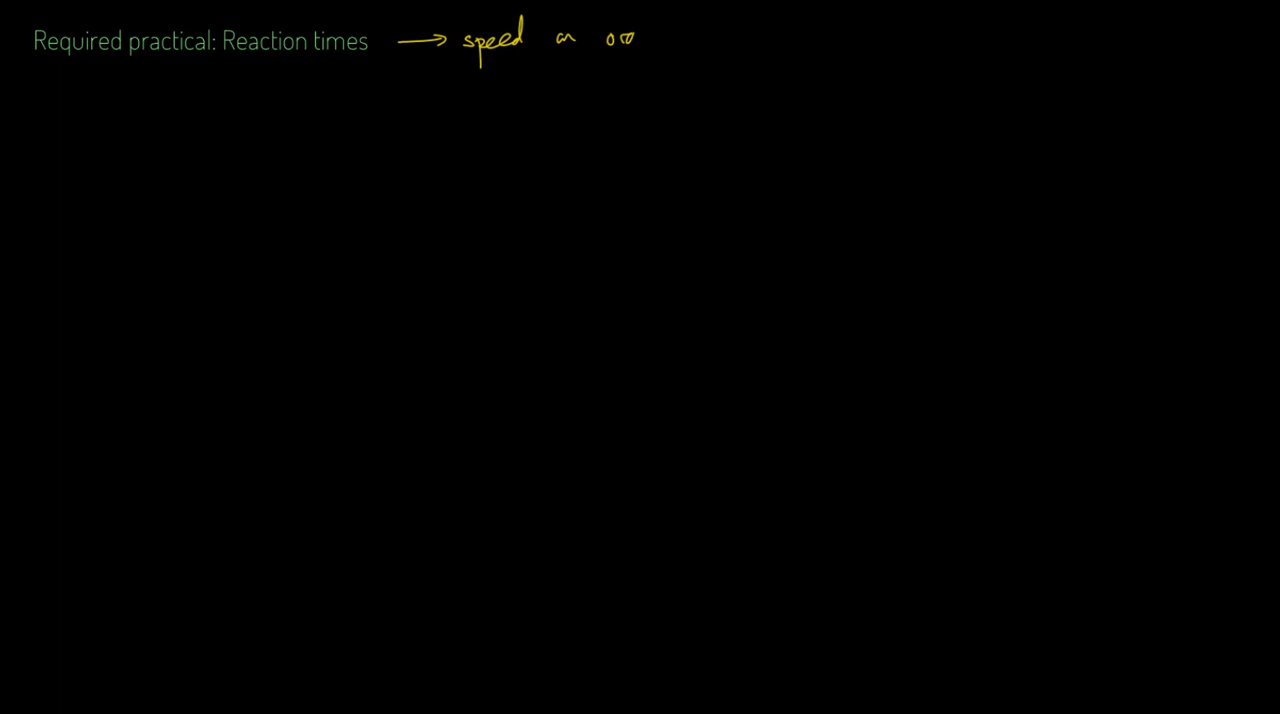 Required practical: Reaction times → speed